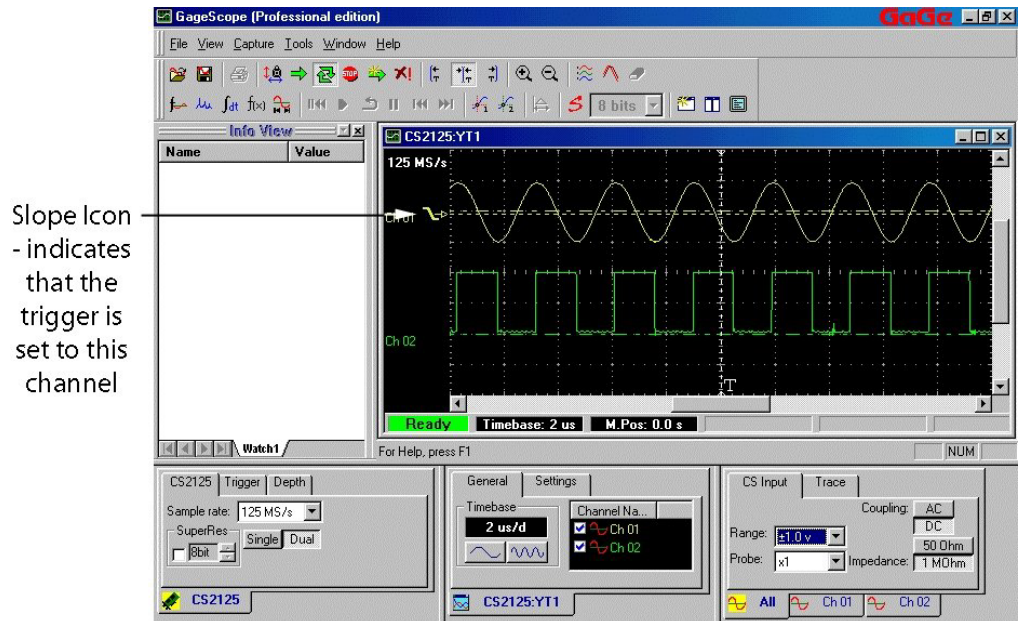 GageScope (Professional edition)
GaGe
File View Capture Tools Window Help
STOP
dt f(x)
8 bits
Info View
Name Value
Watch1
Slope Icon
- indicates
that the
trigger is
set to this
channel
CS2125:YT1
125 MS/s
Ch 01
Ch 02
T
Ready Timebase: 2 us M.Pos: 0.0 s
For Help, press F1 NUM
CS2125 Trigger Depth
Sample rate: 125 MS/s
SuperRes
8bit Single Dual
CS2125
General Settings
Timebase
2 us/d
Channel Na...
Ch 01
Ch 02
CS2125:YT1
CS Input Trace
Coupling: AC
DC
Range: ±1.0 v
50 Ohm
Probe: x1 Impedance: 1 MOhm
All Ch 01 Ch 02